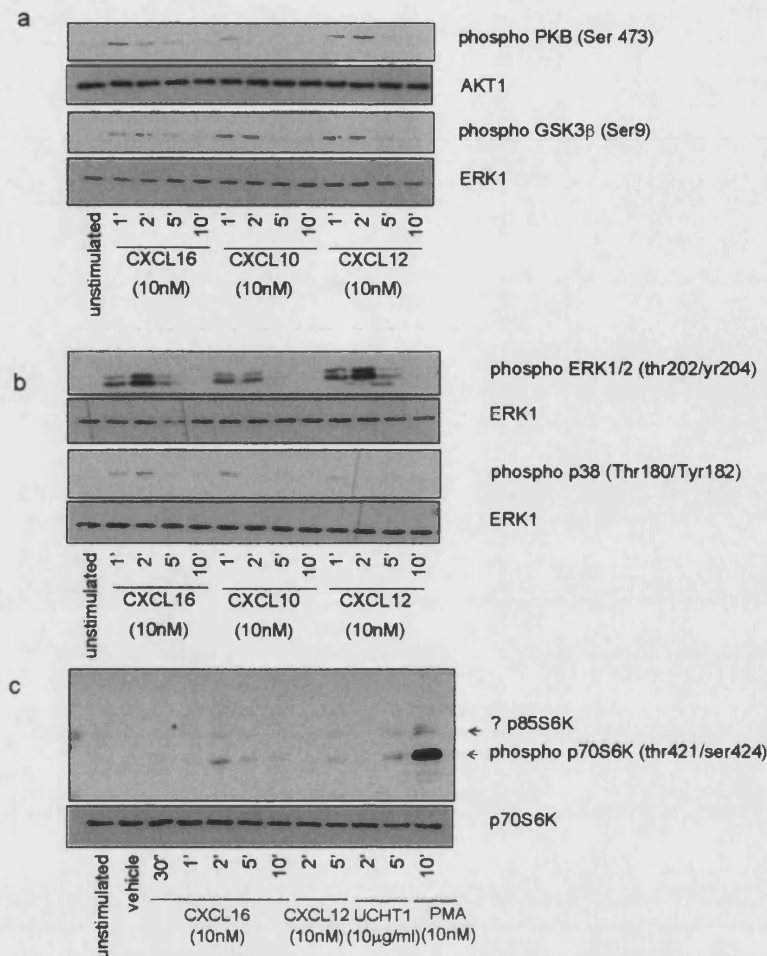 a
phospho PKB (Ser 473)
AKT1
phospho GSK3β (Ser9)
ERK1
unstimulated 1' 2' 5' 10' 1' 2 5' 10' 1' 2' 5' 10'
CXCL16 CXCL10 CXCL12
(10nM) (10nM) (10nM)
b
phospho ERK1/2 (thr202/yr204)
ERK1
phospho p38 (Thr180/Tyr182)
ERK1
unstimulated 1' 2' 5' 10' 1' 2 5' 10' 1' 2' 5' 10'
CXCL16 CXCL10 CXCL12
(10nM) (10nM) (10nM)
c
? p85S6K
phospho p70S6K (thr421/ser424)
p70S6K
unstimulated vehicle 30" 1' 2' 5' 10' 2' 5' 2' 5' 10'
CXCL16 CXCL12 UCHT1 PMA
(10nM) (10nM) (10µg/ml) (10nM)